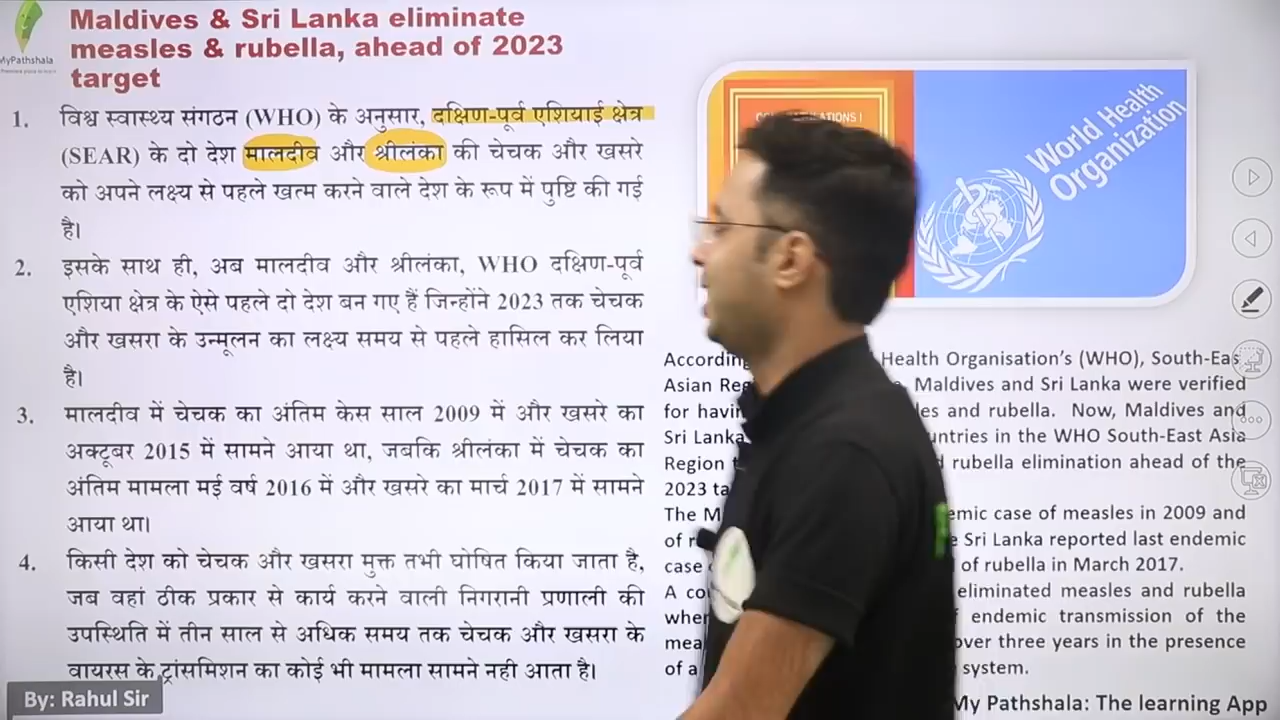 Maldives & Sri Lanka eliminate
measles & rubella, ahead of 2023
target
MyPathshala
1. विश्व स्वास्थ्य संगठन (WHO) के अनुसार, दक्षिण-पूर्व एशियाई क्षेत्र
(SEAR) के दो देश मालदीव और श्रीलंका की चेचक और खसरे
को अपने लक्ष्य से पहले खत्म करने वाले देश के रूप में पुष्टि की गई
है।
2. इसके साथ ही, अब मालदीव और श्रीलंका, WHO दक्षिण-पूर्व
एशिया क्षेत्र के ऐसे पहले दो देश बन गए हैं जिन्होंने 2023 तक चेचक
और खसरा के उन्मूलन का लक्ष्य समय से पहले हासिल कर लिया
है।
3. मालदीव में चेचक का अंतिम केस साल 2009 में और खसरे का
अक्टूबर 2015 में सामने आया था, जबकि श्रीलंका में चेचक का
अंतिम मामला मई वर्ष 2016 में और खसरे का मार्च 2017 में सामने
आया था।
4. किसी देश को चेचक और खसरा मुक्त तभी घोषित किया जाता है,
जब वहां ठीक प्रकार से कार्य करने वाली निगरानी प्रणाली की
उपस्थिति में तीन साल से अधिक समय तक चेचक और खसरा के
वायरस के ट्रांसमिशन का कोई भी मामला सामने नही आता है।
By: Rahul Sir
World Health
Organization
According Health Organisation's (WHO), South-Eas
Asian Maldives and Sri Lanka were verified
for and rubella. Now, Maldives and
Sri Lanka in the WHO South-East Asia
Region rubella elimination ahead of the
2023
The case of measles in 2009 and
of Sri Lanka reported last endemic
case of rubella in March 2017.
A eliminated measles and rubella
endemic transmission of the
over three years in the presence
of system.
My Pathshala: The learning App